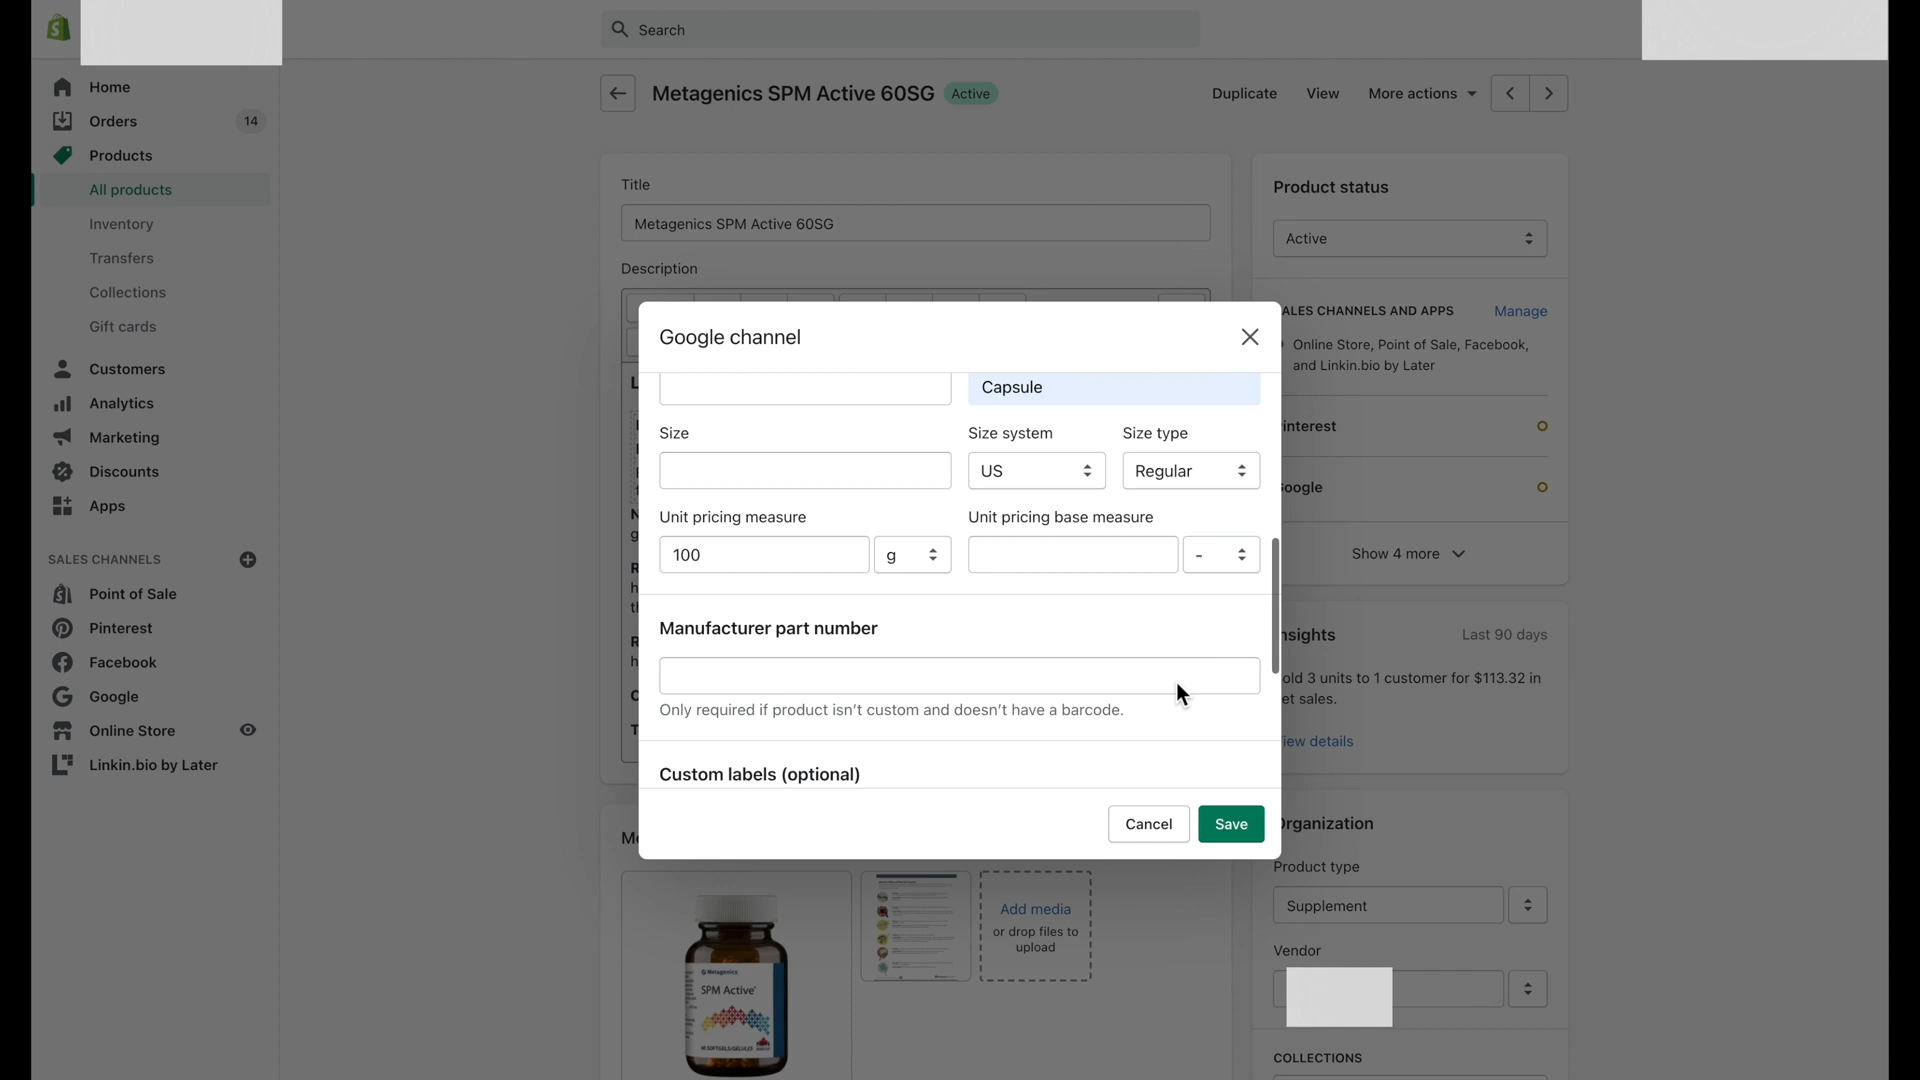 Search
Home
Orders 14
Products
All products
Inventory
Transfers
Collections
Gift cards
Customers
Analytics
Marketing
Discounts
Apps
SALES CHANNELS
Point of Sale
Pinterest
Facebook
Google
Online Store
Linkin.bio by Later
Metagenics SPM Active 60SG Active
Duplicate View More actions
Title
Metagenics SPM Active 60SG
Description
Google channel
Capsule
Size Size system Size type
US Regular
Unit pricing measure Unit pricing base measure
100 g -
Manufacturer part number
Only required if product isn't custom and doesn't have a barcode.
Custom labels (optional)
Cancel Save
Add media
or drop files to
upload
Metagenics
SPM Active
60 SOFTGELS/GÉLULES
Product status
Active
ALES CHANNELS AND APPS Manage
Online Store, Point of Sale, Facebook,
and Linkin.bio by Later
interest
oogle
Show 4 more
nsights Last 90 days
old 3 units to 1 customer for $113.32 in
et sales.
iew details
Organization
Product type
Supplement
Vendor
COLLECTIONS